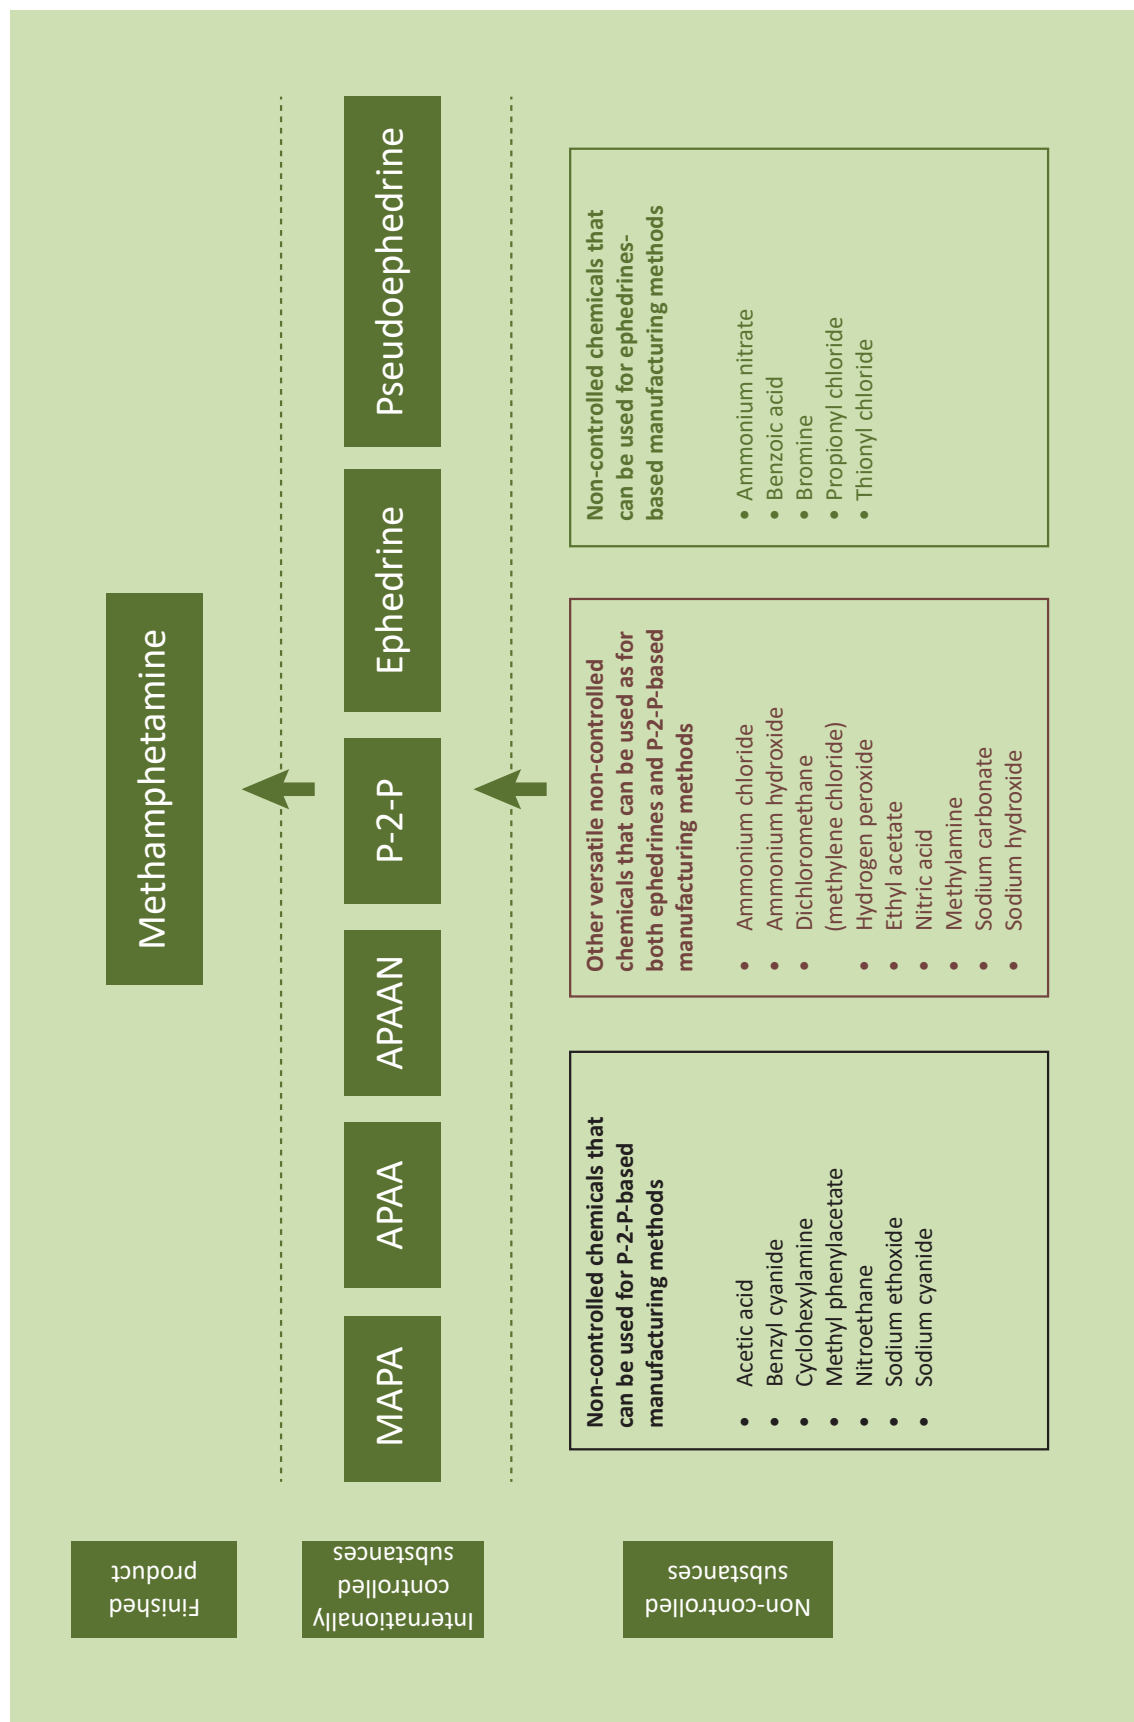 Finished
product
Methamphetamine
Internationally
controlled
substances
MAPA
APAA
APAAN
P-2-P
Ephedrine
Pseudoephedrine
Non-controlled
substances
Non-controlled chemicals that
can be used for P-2-P-based
manufacturing methods
• Acetic acid
• Benzyl cyanide
• Cyclohexylamine
• Methyl phenylacetate
• Nitroethane
• Sodium ethoxide
• Sodium cyanide
Other versatile non-controlled
chemicals that can be used as for
both ephedrines and P-2-P-based
manufacturing methods
• Ammonium chloride
• Ammonium hydroxide
• Dichloromethane
(methylene chloride)
• Hydrogen peroxide
• Ethyl acetate
• Nitric acid
• Methylamine
• Sodium carbonate
• Sodium hydroxide
Non-controlled chemicals that
can be used for ephedrines-
based manufacturing methods
• Ammonium nitrate
• Benzoic acid
• Bromine
• Propionyl chloride
• Thionyl chloride